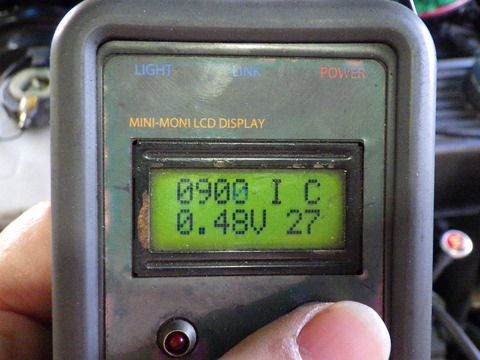 LIGHT LINK POWER
MINI-MONI LCD DISPLAY
0900 I C
0.48V 27